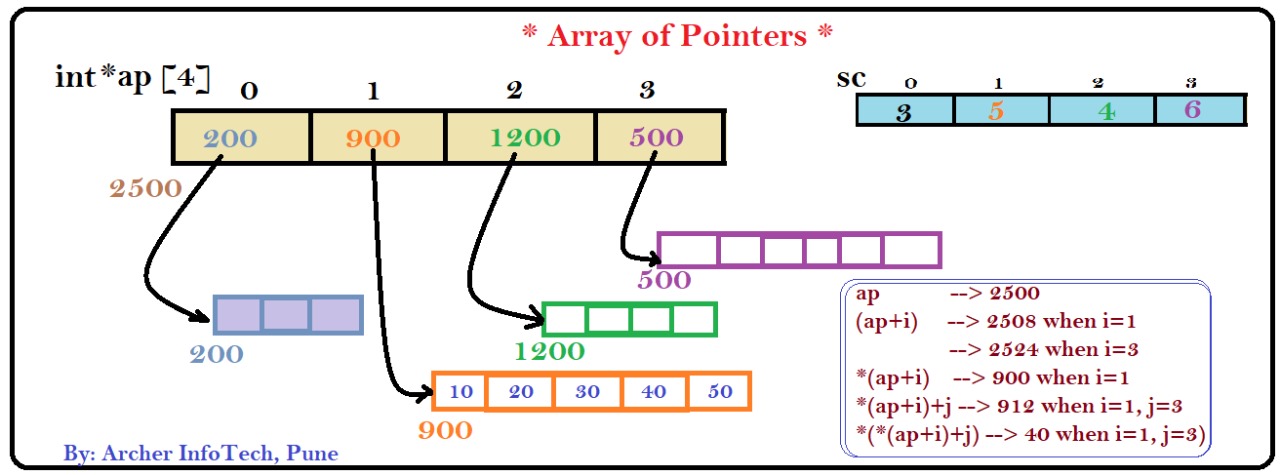 * Array of Pointers *
int*ap [4]
0 1 2 3
200 900 1200 500
2500
sc
0 1 2 3
3 5 4 6
500
200
1200
10 20 30 40 50
900
ap --> 2500
(ap+i) --> 2508 when i=1
--> 2524 when i=3
*(ap+i) --> 900 when i=1
*(ap+i)+j --> 912 when i=1, j=3
*(*(ap+i)+j) --> 40 when i=1, j=3)
By: Archer InfoTech, Pune